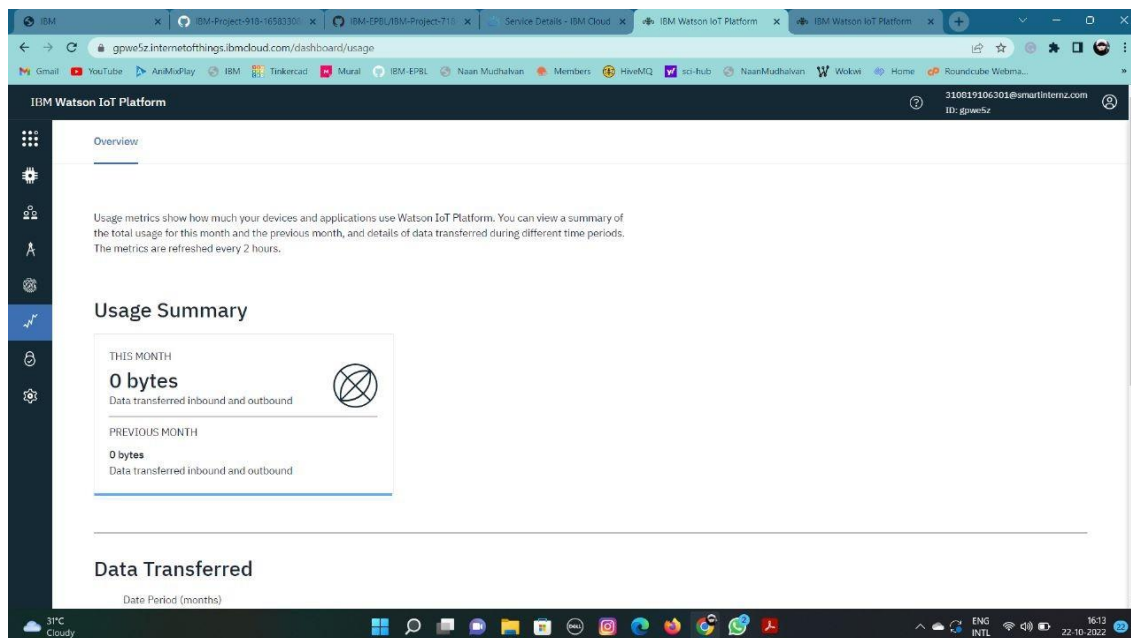 IBM
IBM-Project-918-16583308
IBM-EPBL/IBM-Project-716
Service Details - IBM Cloud
IBM Watson IoT Platform
IBM Watson IoT Platform
gpwe5z.internetofthings.ibmcloud.com/dashboard/usage
Gmail
YouTube
AniMixPlay
IBM
Tinkercad
Mural
IBM-EPBL
Naan Mudhalvan
Members
HiveMQ
sci-hub
NaanMudhalvan
Wokwi
Home
Roundcube Webma...
IBM Watson IoT Platform
310819106301@smartinternz.com
ID: gpwe5z
Overview
Usage metrics show how much your devices and applications use Watson IoT Platform. You can view a summary of
the total usage for this month and the previous month, and details of data transferred during different time periods.
The metrics are refreshed every 2 hours.
Usage Summary
THIS MONTH
0 bytes
Data transferred inbound and outbound
PREVIOUS MONTH
0 bytes
Data transferred inbound and outbound
Data Transferred
Date Period (months)
31°C
Cloudy
ENG
INTL
16:13
22-10-2022
22